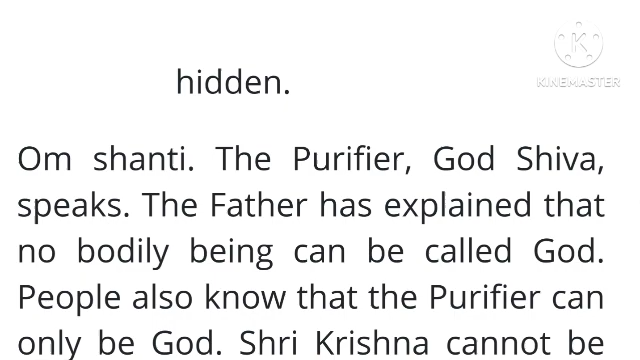 hidden.
K
KINEMASTER
Om shanti. The Purifier, God Shiva,
speaks. The Father has explained that
no bodily being can be called God.
People also know that the Purifier can
only be God. Shri Krishna cannot be